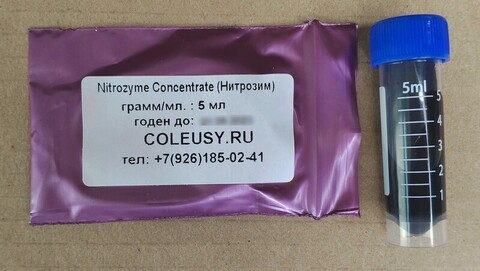 Nitrozyme Concentrate (Нитрозим)
грамм/мл. : 5 мл
годен до:
COLEUSY.RU
тел: +7(926)185-02-41
5ml
5
4
3
2
1